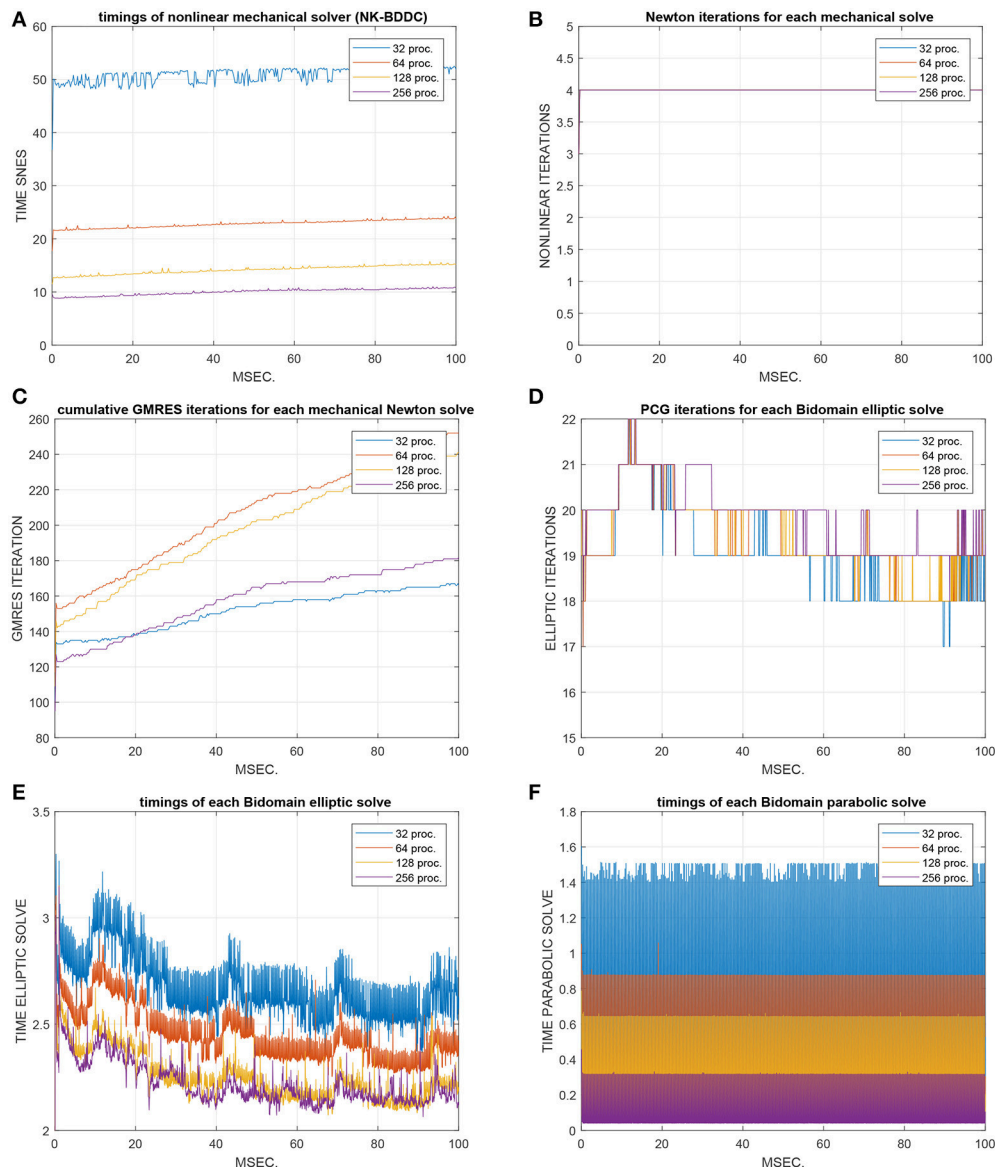 A
timings of nonlinear mechanical solver (NK-BDDC)
60
50
40
30
20
10
0
TIME SNES
32 proc.
64 proc.
128 proc.
256 proc.
0 20 40 60 80 100
MSEC.
B
Newton iterations for each mechanical solve
5
4.5
4
3.5
3
2.5
2
1.5
1
0.5
0
NONLINEAR ITERATIONS
32 proc.
64 proc.
128 proc.
256 proc.
0 20 40 60 80 100
MSEC.
C
cumulative GMRES iterations for each mechanical Newton solve
260
240
220
200
180
160
140
120
100
80
GMRES ITERATION
32 proc.
64 proc.
128 proc.
256 proc.
0 20 40 60 80 100
MSEC.
D
PCG iterations for each Bidomain elliptic solve
22
21
20
19
18
17
16
15
ELLIPTIC ITERATIONS
32 proc.
64 proc.
128 proc.
256 proc.
0 20 40 60 80 100
MSEC.
E
timings of each Bidomain elliptic solve
3.5
3
2.5
2
TIME ELLIPTIC SOLVE
32 proc.
64 proc.
128 proc.
256 proc.
0 20 40 60 80 100
MSEC.
F
timings of each Bidomain parabolic solve
1.8
1.6
1.4
1.2
1
0.8
0.6
0.4
0.2
0
TIME PARABOLIC SOLVE
32 proc.
64 proc.
128 proc.
256 proc.
0 20 40 60 80 100
MSEC.